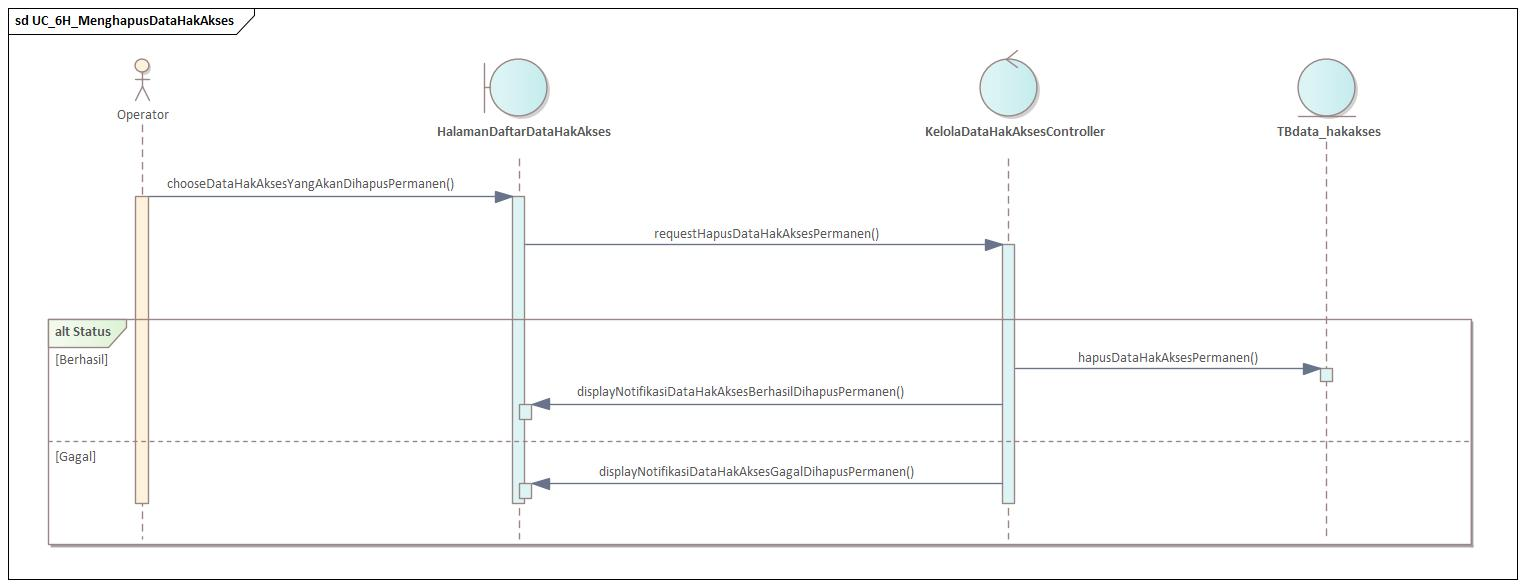 sd UC_6H_MenghapusDataHakAkses
Operator
HalamanDaftarDataHakAkses
KelolaDataHakAksesController
TBdata_hakakses
chooseDataHakAksesYangAkanDihapusPermanen()
requestHapusDataHakAksesPermanen()
alt Status
[Berhasil]
hapusDataHakAksesPermanen()
displayNotifikasiDataHakAksesBerhasilDihapusPermanen()
[Gagal]
displayNotifikasiDataHakAksesGagalDihapusPermanen()